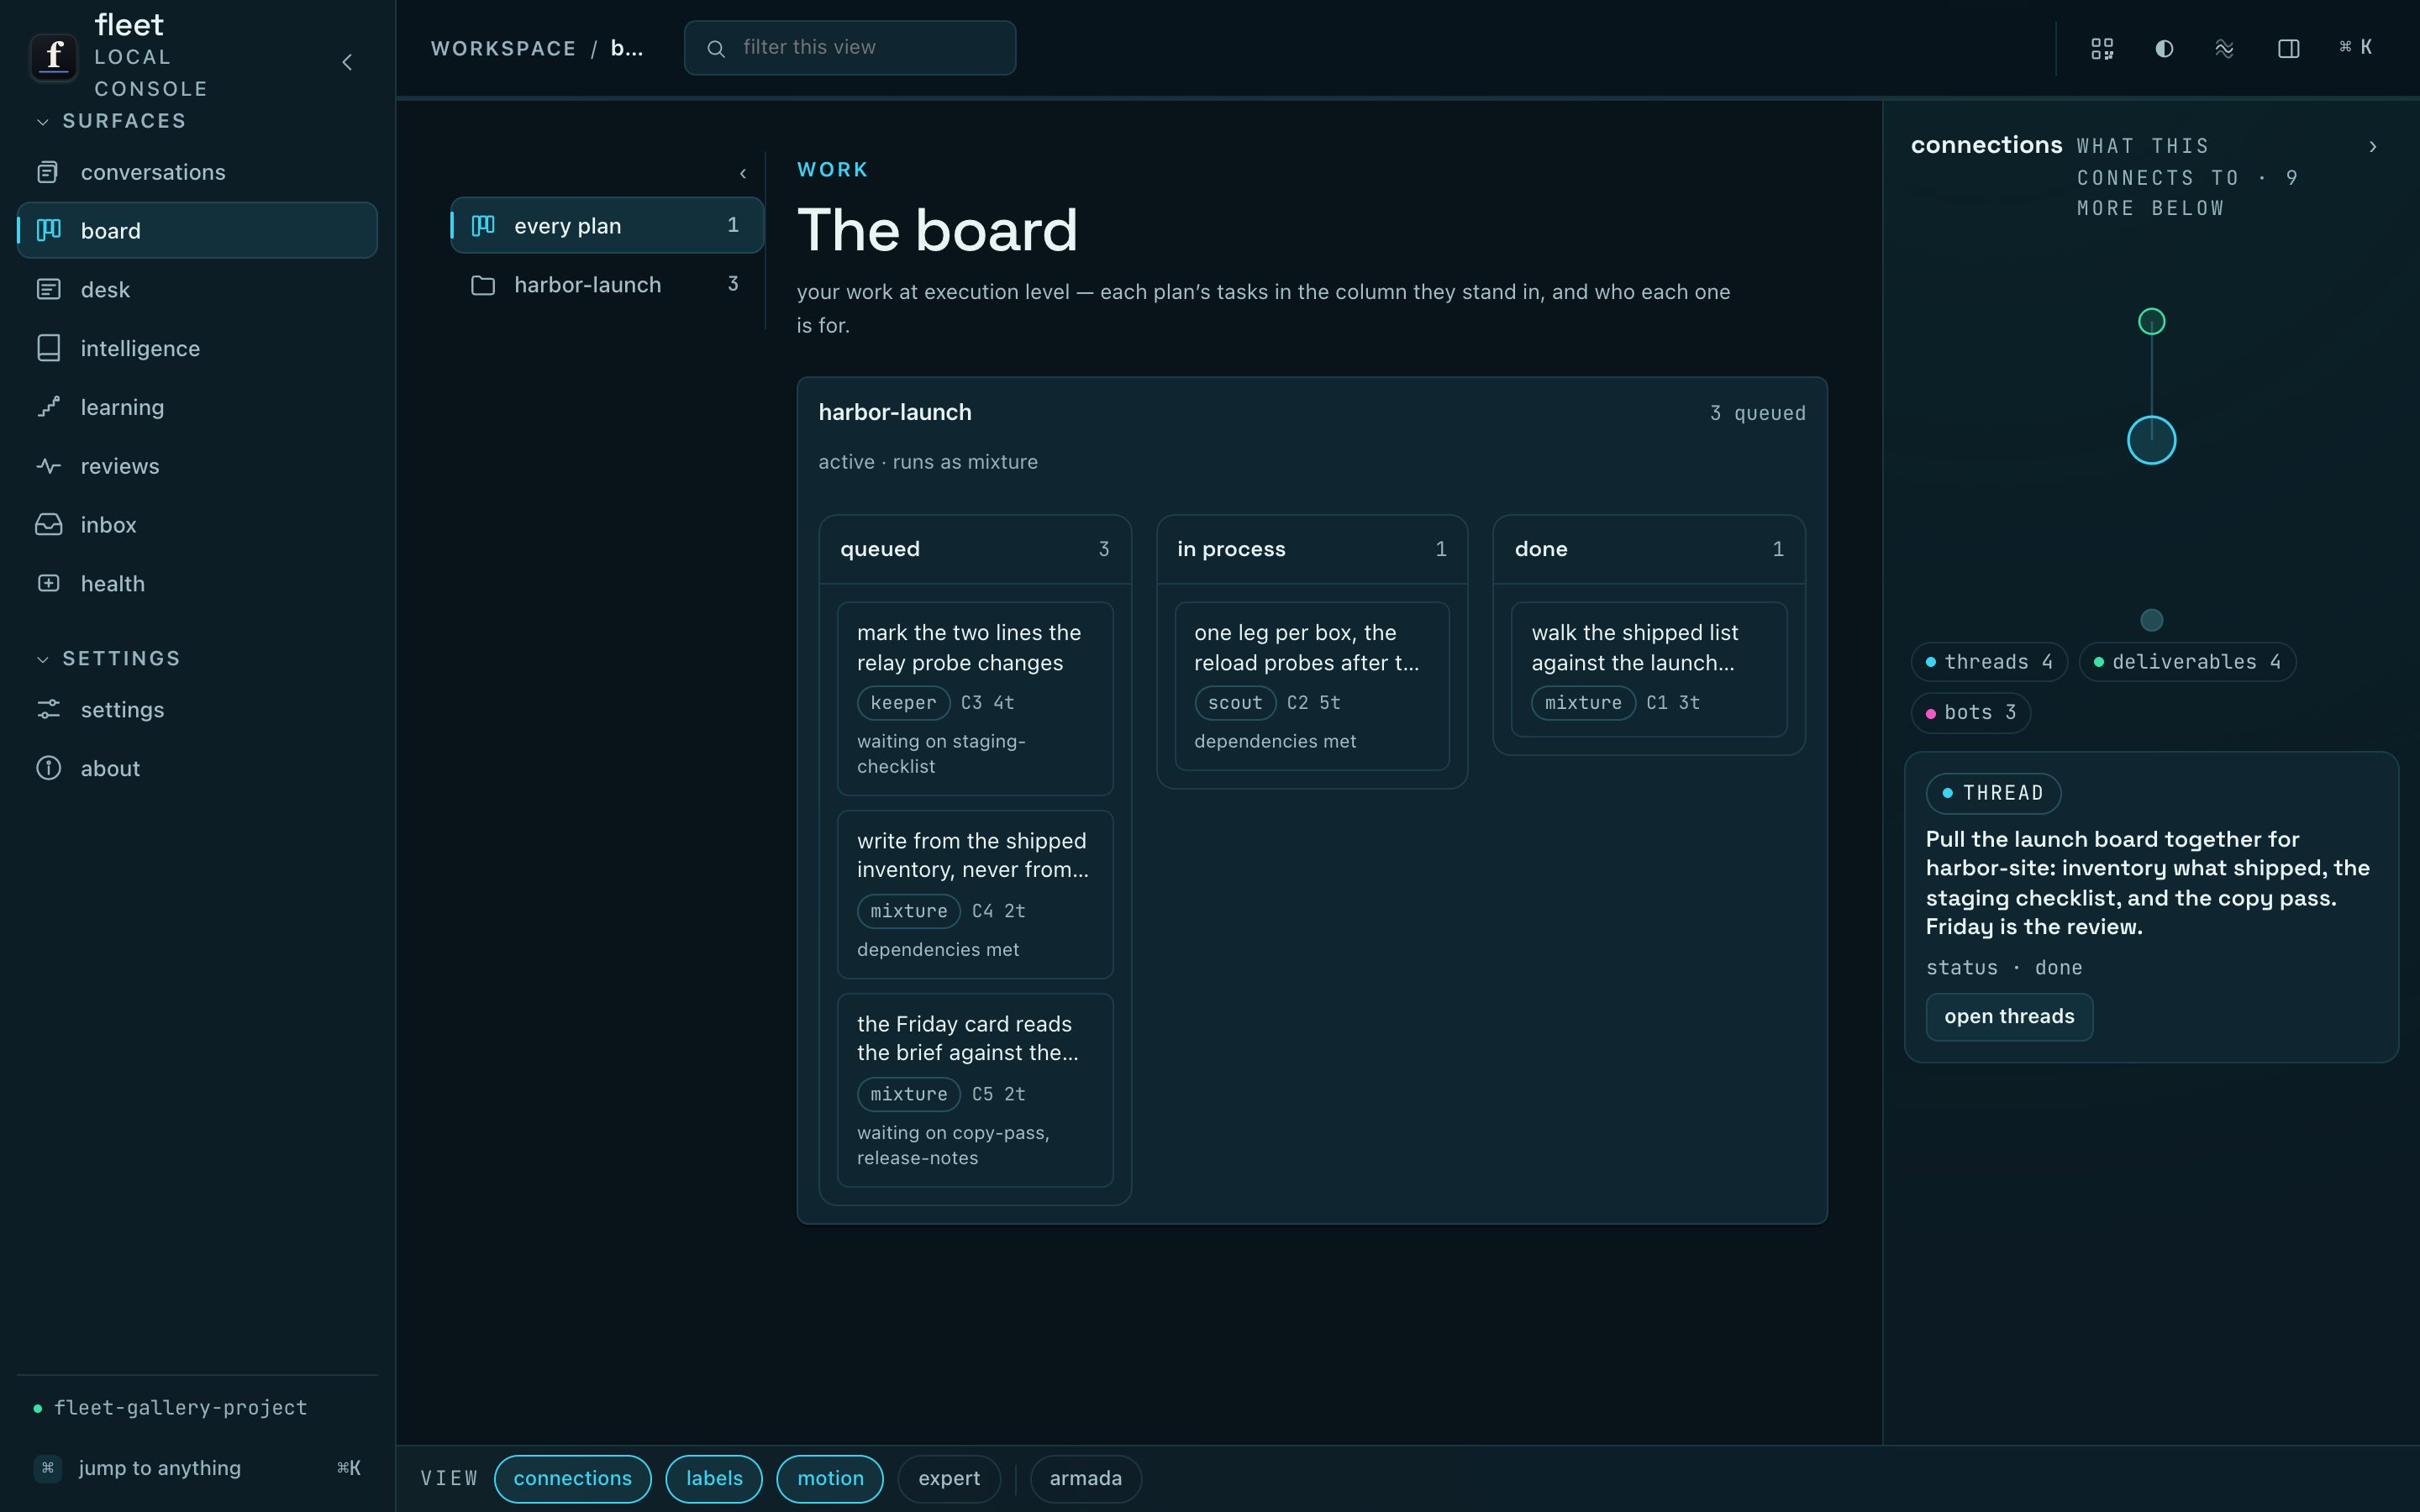 f
fleet
LOCAL
CONSOLE
SURFACES
conversations
board
desk
intelligence
learning
reviews
inbox
health
SETTINGS
settings
about
fleet-gallery-project
⌘ jump to anything ⌘K
WORKSPACE / b...
filter this view
⌘ K
every plan 1
harbor-launch 3
WORK
The board
your work at execution level — each plan's tasks in the column they stand in, and who each one
is for.
harbor-launch 3 queued
active · runs as mixture
queued 3
mark the two lines the
relay probe changes
keeper C3 4t
waiting on staging-
checklist
write from the shipped
inventory, never from...
mixture C4 2t
dependencies met
the Friday card reads
the brief against the...
mixture C5 2t
waiting on copy-pass,
release-notes
in process 1
one leg per box, the
reload probes after t...
scout C2 5t
dependencies met
done 1
walk the shipped list
against the launch...
mixture C1 3t
connections WHAT THIS
CONNECTS TO · 9
MORE BELOW
threads 4 deliverables 4
bots 3
THREAD
Pull the launch board together for
harbor-site: inventory what shipped, the
staging checklist, and the copy pass.
Friday is the review.
status · done
open threads
VIEW connections labels motion expert armada